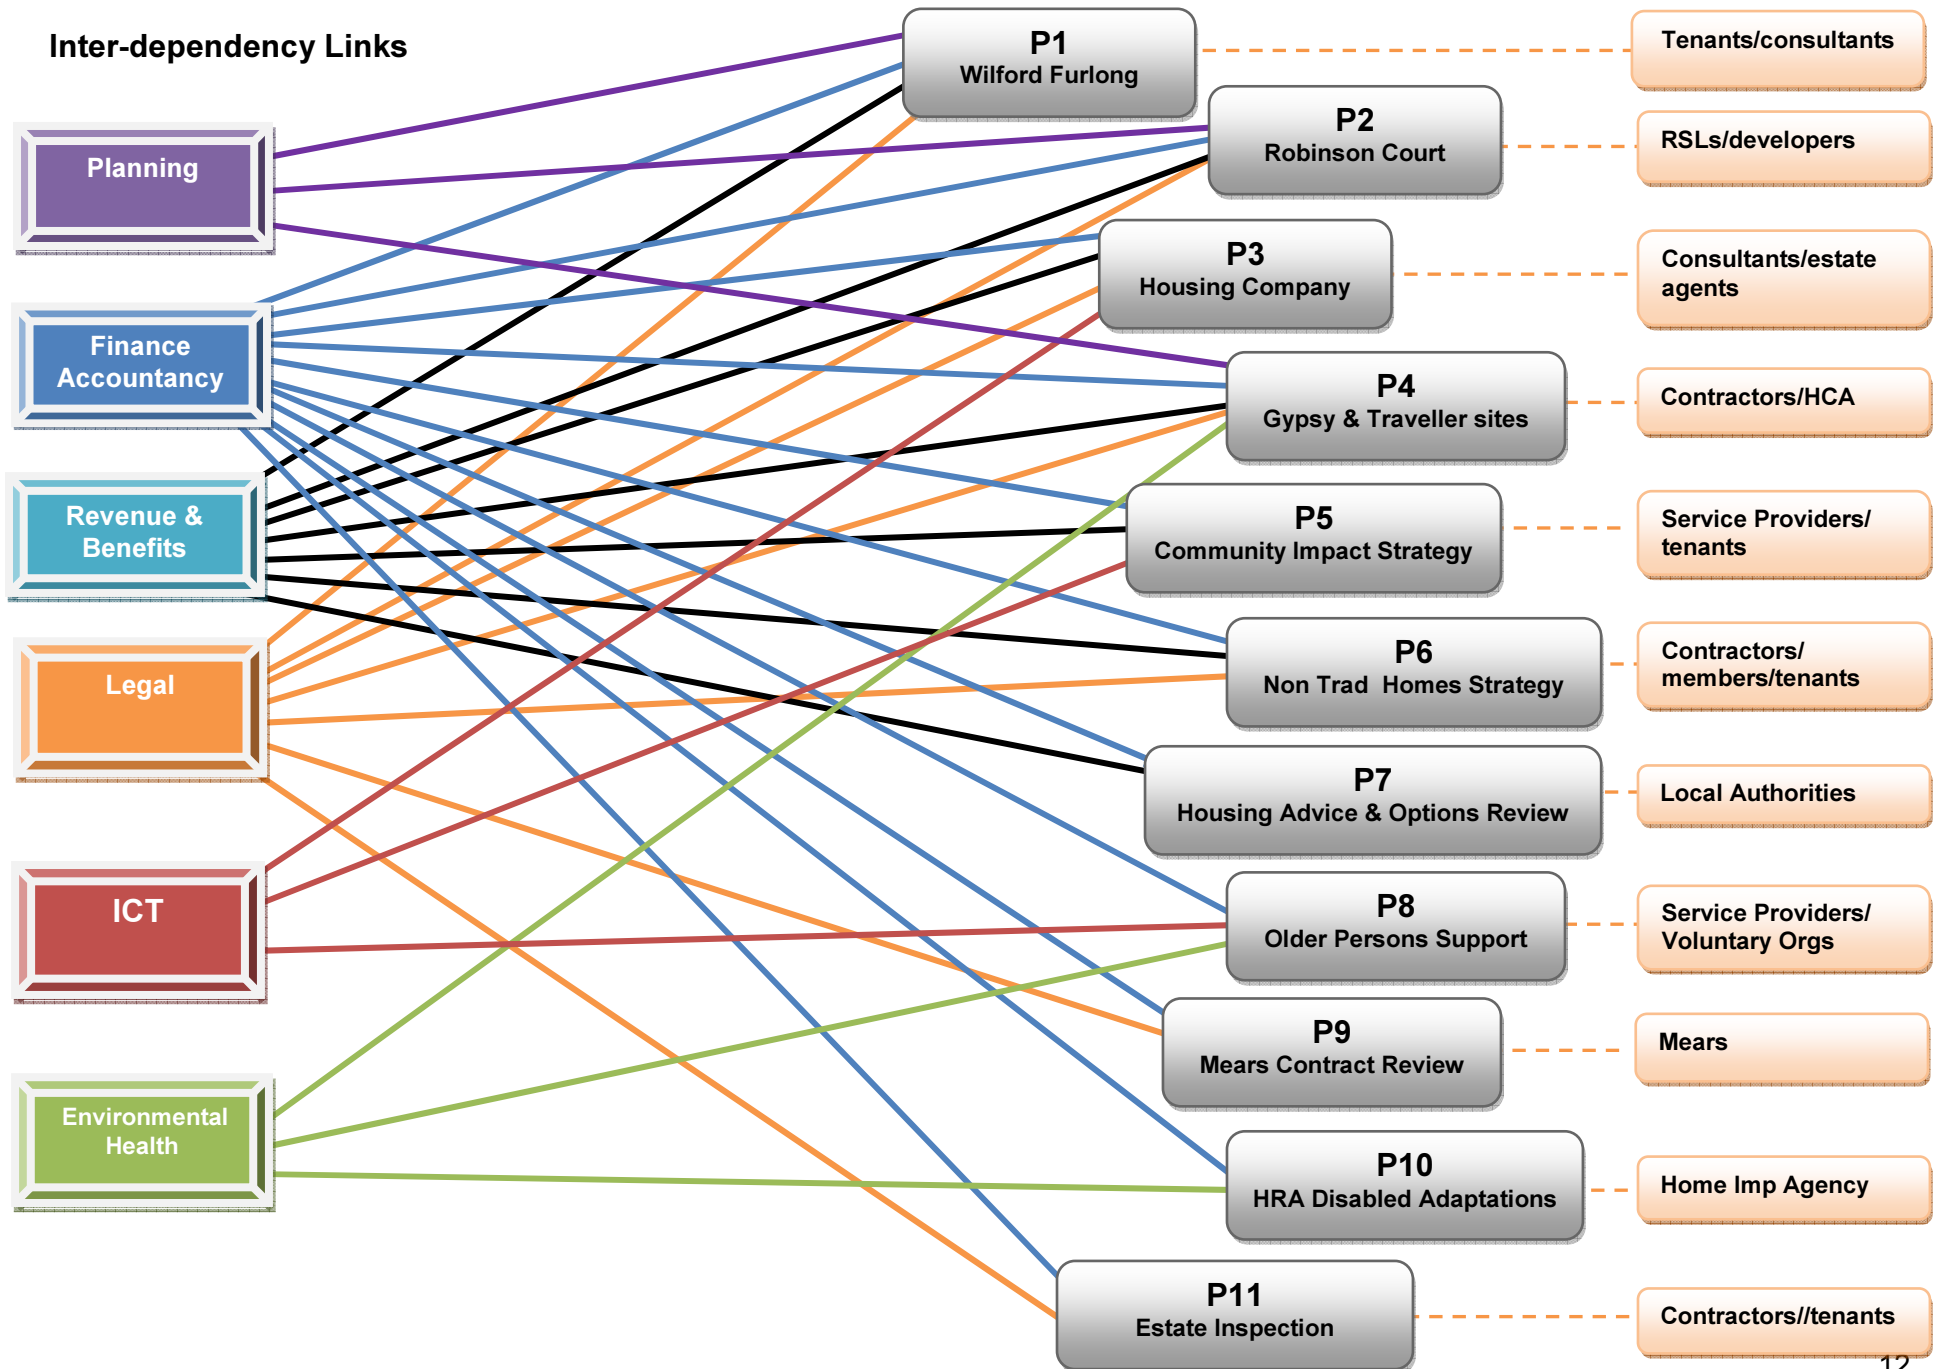 Inter-dependency Links
Planning
Finance
Accountancy
Revenue &
Benefits
Legal
ICT
Environmental
Health
P1
Wilford Furlong
P2
Robinson Court
P3
Housing Company
P4
Gypsy & Traveller sites
P5
Community Impact Strategy
P6
Non Trad  Homes Strategy
P7
Housing Advice & Options Review
P8
Older Persons Support
P9
Mears Contract Review
P10
HRA Disabled Adaptations
P11
Estate Inspection
Tenants/consultants
RSLs/developers
Consultants/estate
agents
Contractors/HCA
Service Providers/
tenants
Contractors/
members/tenants
Local Authorities
Service Providers/
Voluntary Orgs
Mears
Home Imp Agency
Contractors//tenants
12